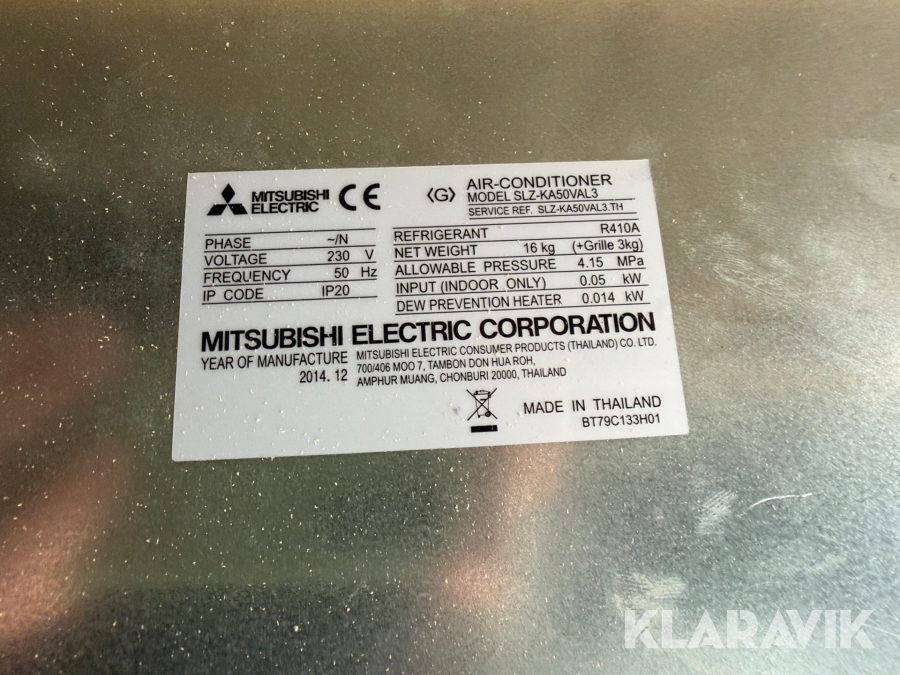 MITSUBISHI ELECTRIC CE
⟨G⟩ AIR-CONDITIONER
MODEL SLZ-KA50VAL3
SERVICE REF. SLZ-KA50VAL3.TH
PHASE ~/N
VOLTAGE 230 V
FREQUENCY 50 Hz
IP CODE IP20
REFRIGERANT R410A
NET WEIGHT 16 kg (+Grille 3kg)
ALLOWABLE PRESSURE 4.15 MPa
INPUT (INDOOR ONLY) 0.05 kW
DEW PREVENTION HEATER 0.014 kW
MITSUBISHI ELECTRIC CORPORATION
YEAR OF MANUFACTURE
2014. 12
MITSUBISHI ELECTRIC CONSUMER PRODUCTS (THAILAND) CO. LTD.
700/406 MOO 7, TAMBON DON HUA ROH,
AMPHUR MUANG, CHONBURI 20000, THAILAND
MADE IN THAILAND
BT79C133H01
KLARAVIK